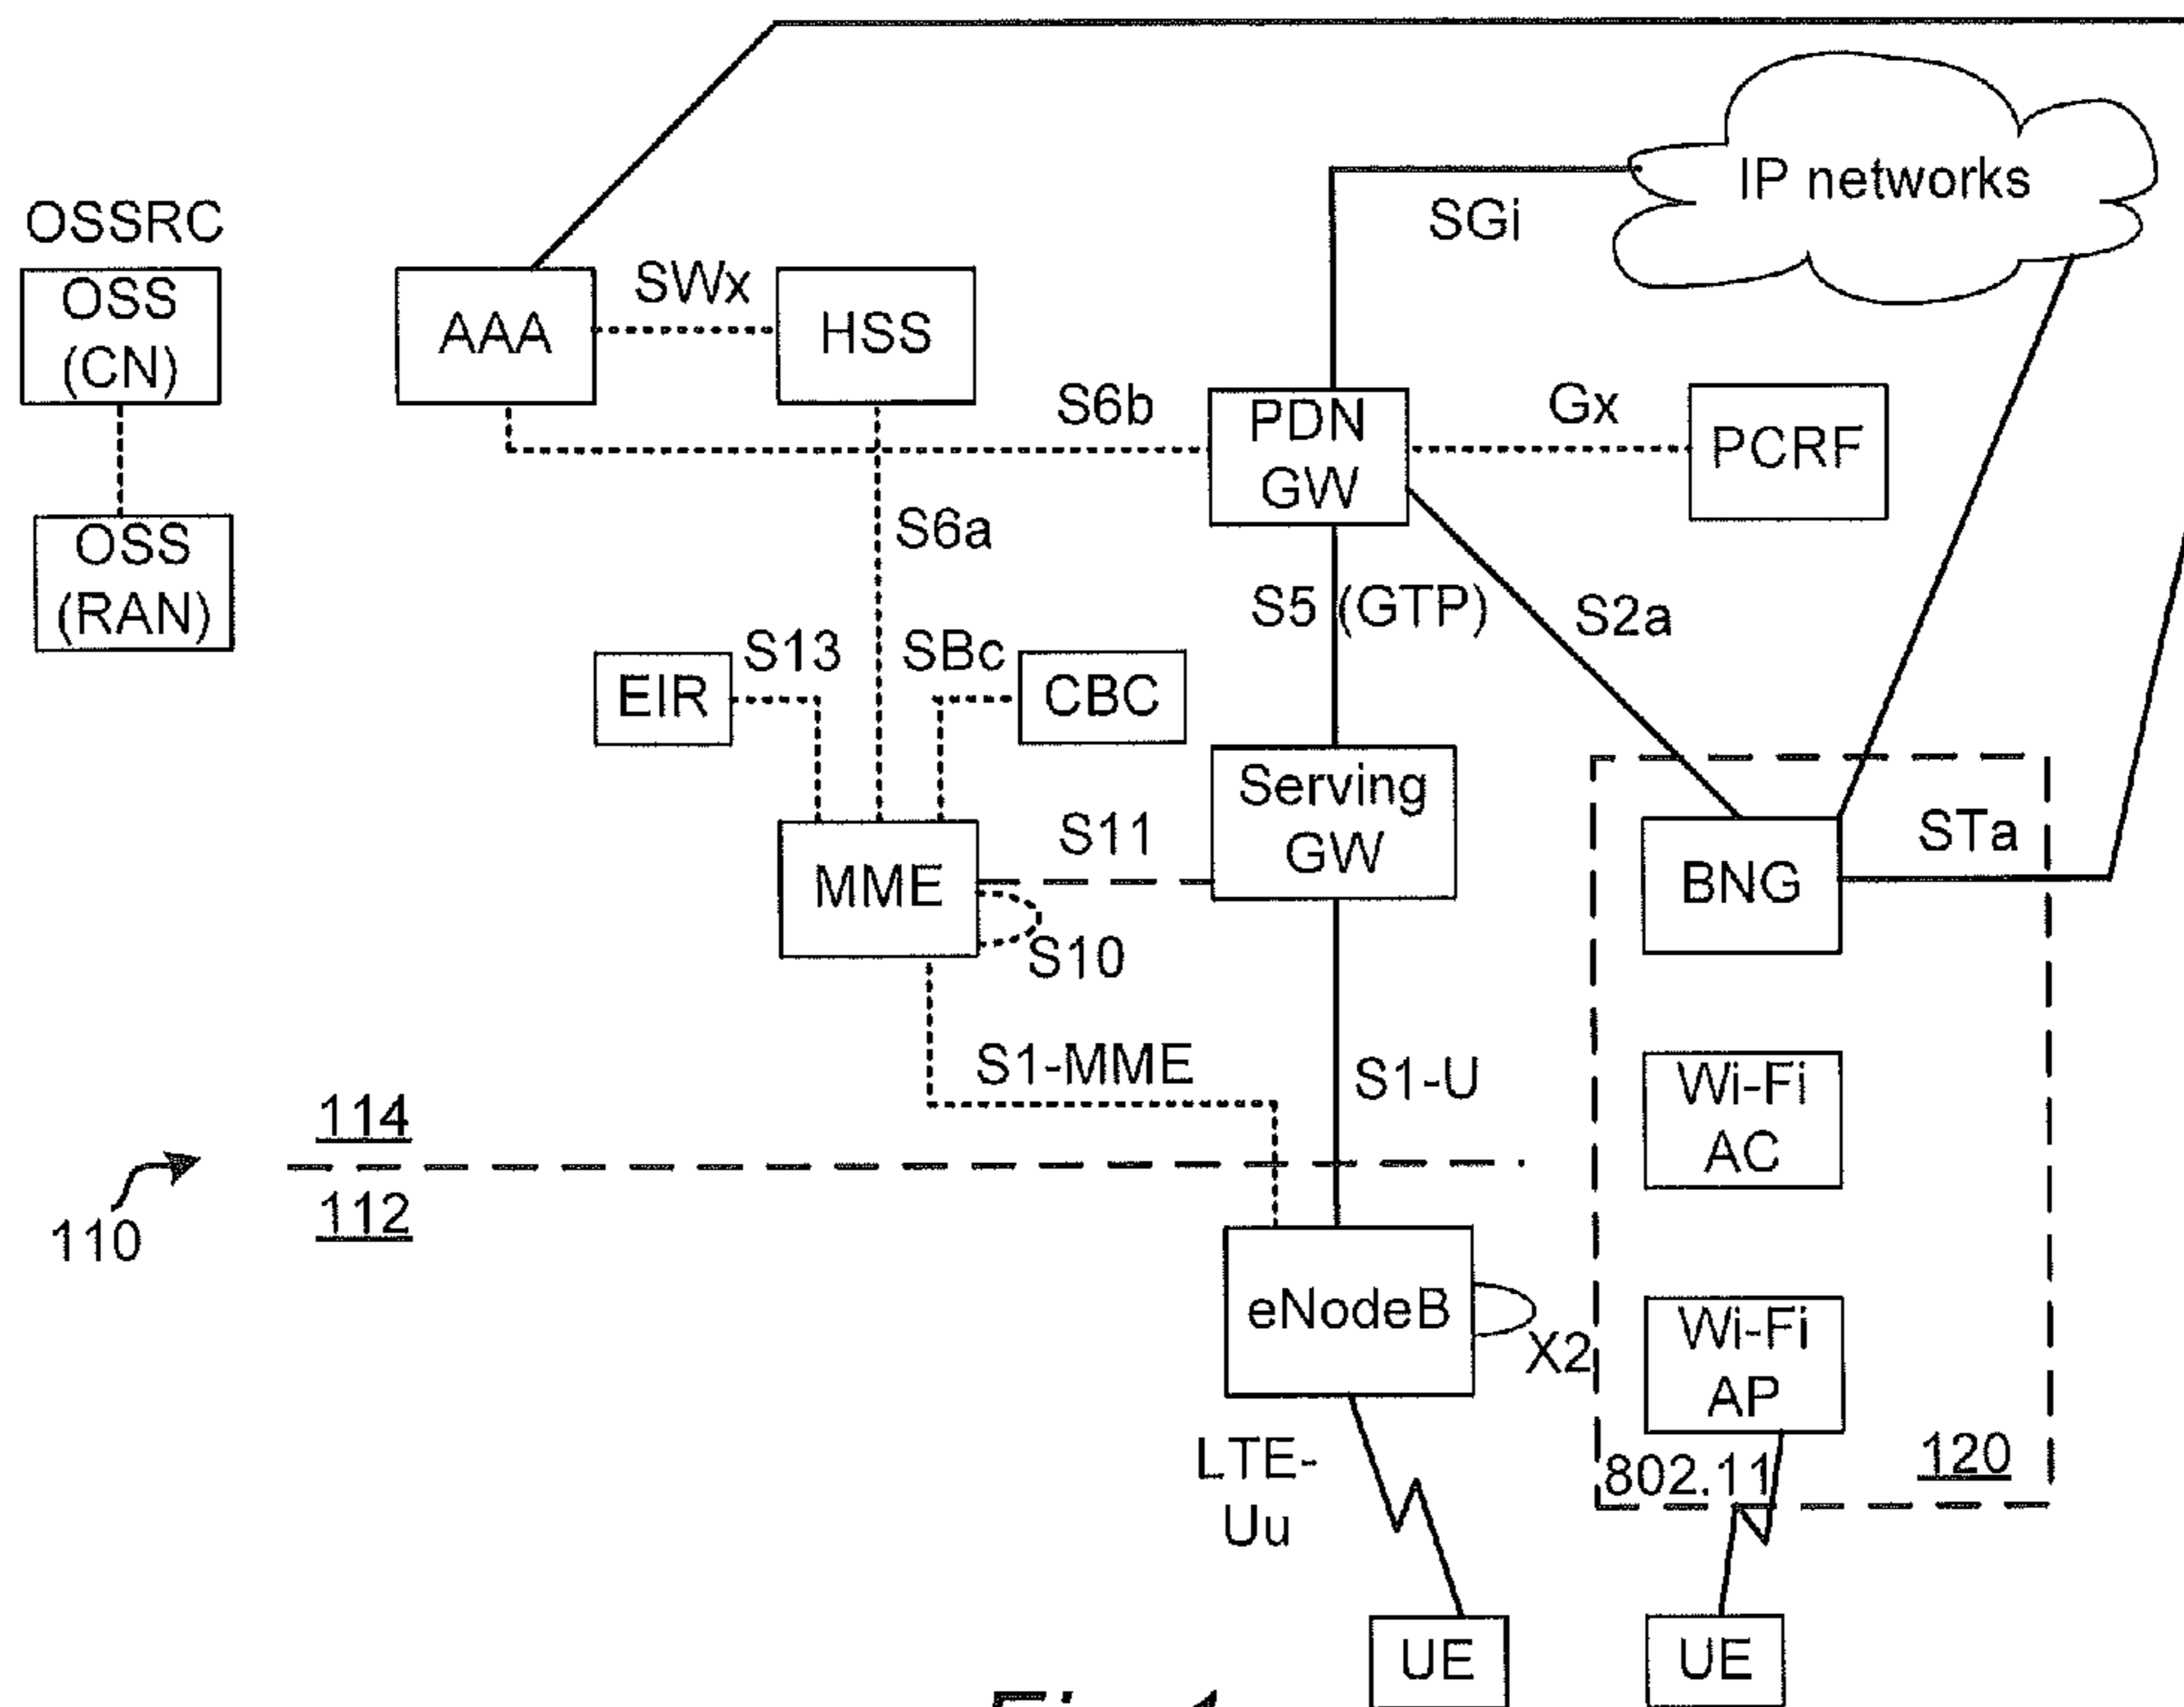 IP networks
SGi
OSSRC
OSS
(CN)
AAA
SWx
HSS
S6b
PDN
GW
Gx
PCRF
OSS
(RAN)
S6a
S5 (GTP)
S2a
EIR
S13
SBc
CBC
Serving
GW
MME
S11
S10
STa
BNG
S1-MME
S1-U
Wi-Fi
AC
114
110
112
eNodeB
X2
Wi-Fi
AP
LTE-
Uu
802.11
120
UE
UE